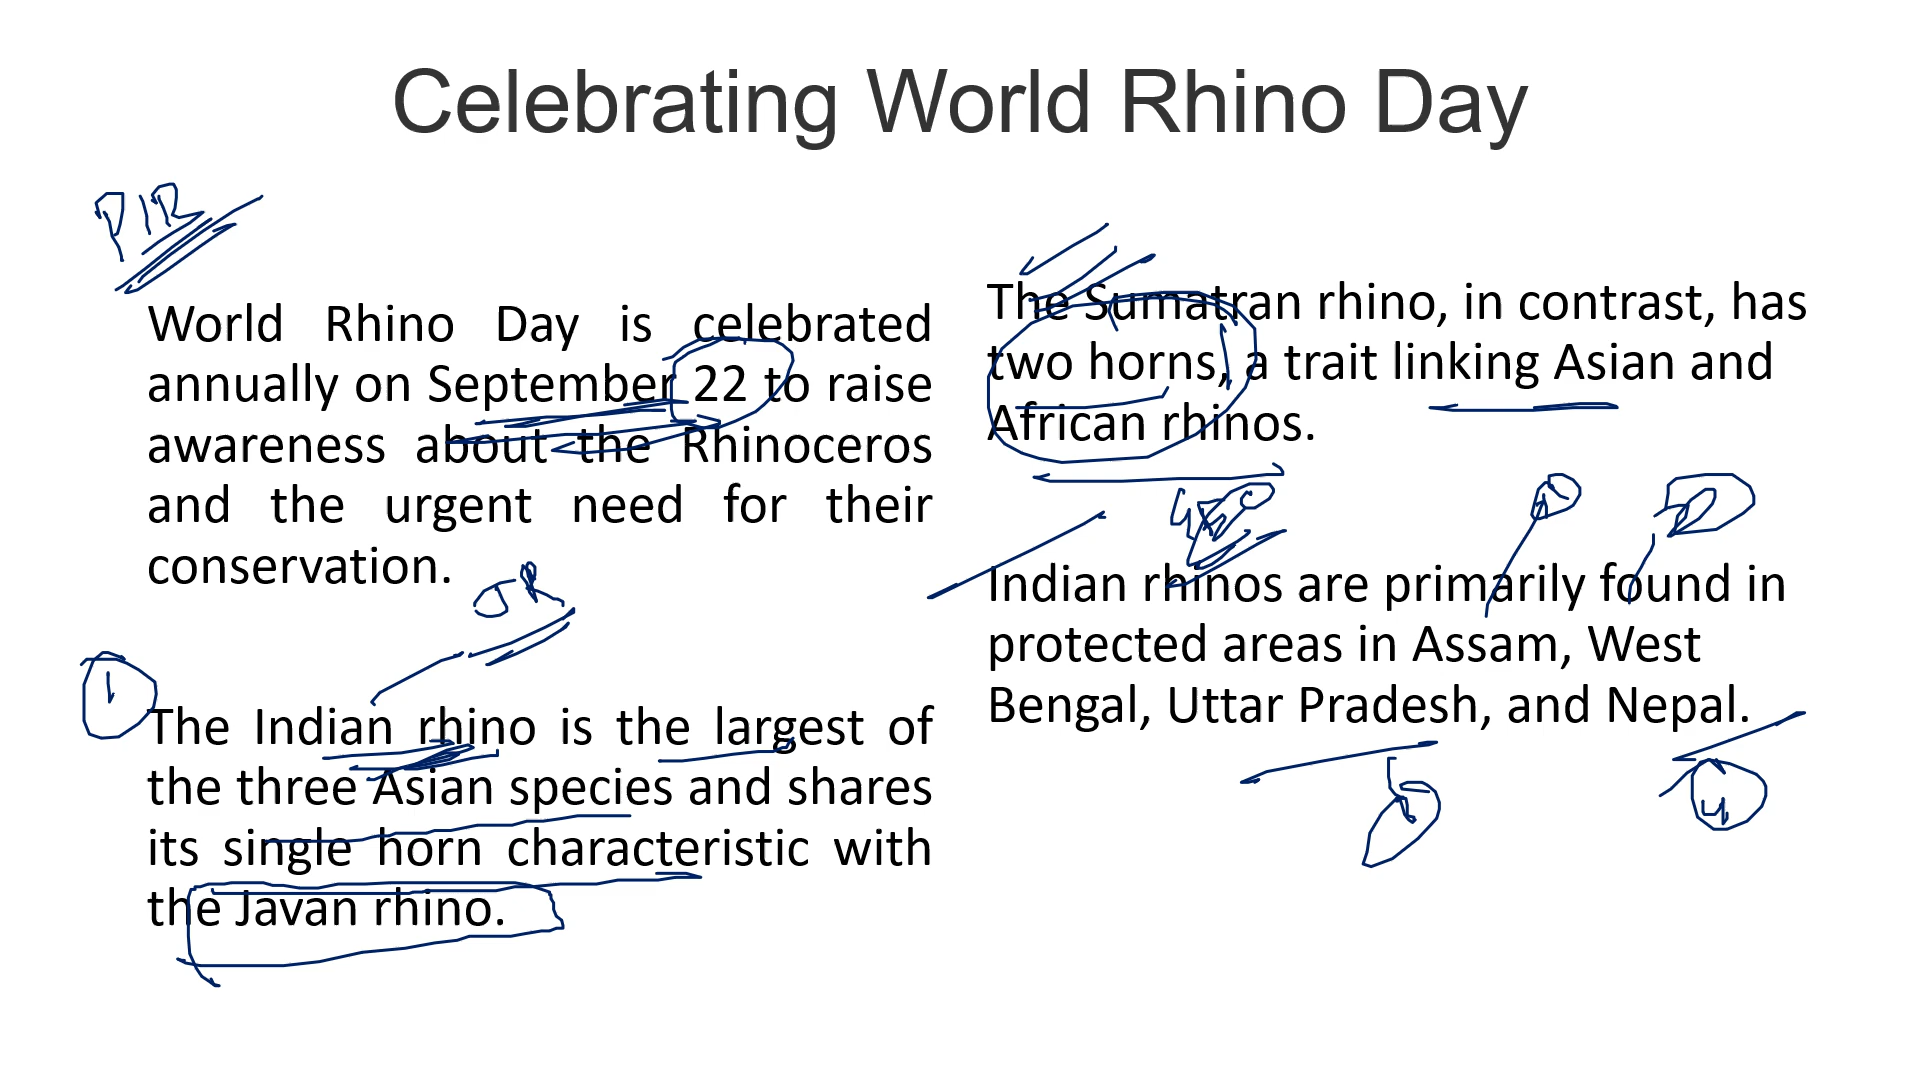 Celebrating World Rhino Day
World Rhino Day is celebrated
annually on September 22 to raise
awareness about the Rhinoceros
and the urgent need for their
conservation.
1
The Indian rhino is the largest of
the three Asian species and shares
its single horn characteristic with
the Javan rhino.
The Sumatran rhino, in contrast, has
two horns, a trait linking Asian and
African rhinos.
Indian rhinos are primarily found in
protected areas in Assam, West
Bengal, Uttar Pradesh, and Nepal.
4